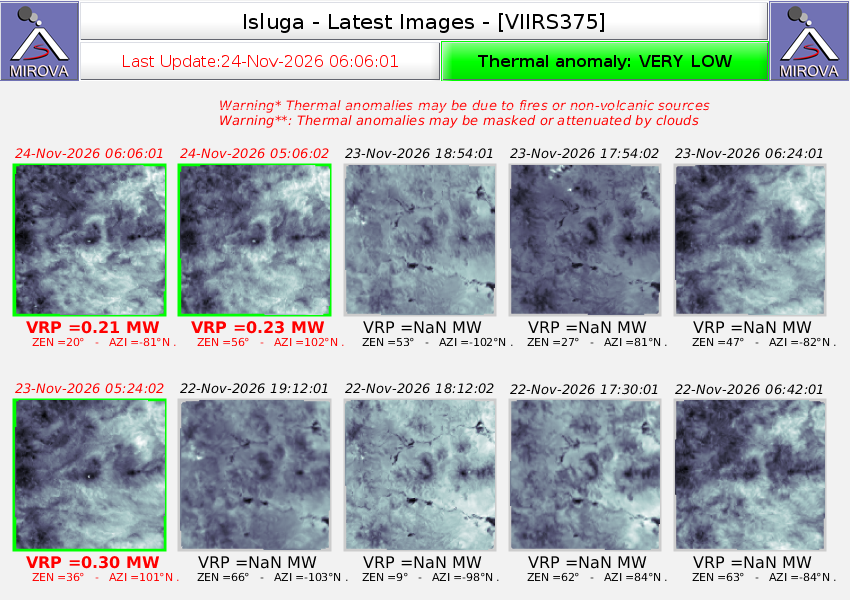 Isluga - Latest Images - [VIIRS375]
MIROVA
Last Update:24-Nov-2026 06:06:01
Thermal anomaly: VERY LOW
MIROVA
Warning* Thermal anomalies may be due to fires or non-volcanic sources
Warning**: Thermal anomalies may be masked or attenuated by clouds
24-Nov-2026 06:06:01 24-Nov-2026 05:06:02 23-Nov-2026 18:54:01 23-Nov-2026 17:54:02 23-Nov-2026 06:24:01
VRP =0.21 MW VRP =0.23 MW VRP =NaN MW VRP =NaN MW VRP =NaN MW
ZEN =20° - AZI =-81°N . ZEN =56° - AZI =102°N . ZEN =53° - AZI =-102°N . ZEN =27° - AZI =81°N . ZEN =47° - AZI =-82°N .
23-Nov-2026 05:24:02 22-Nov-2026 19:12:01 22-Nov-2026 18:12:02 22-Nov-2026 17:30:01 22-Nov-2026 06:42:01
VRP =0.30 MW VRP =NaN MW VRP =NaN MW VRP =NaN MW VRP =NaN MW
ZEN =36° - AZI =101°N . ZEN =66° - AZI =-103°N . ZEN =9° - AZI =-98°N . ZEN =62° - AZI =84°N . ZEN =63° - AZI =-84°N .